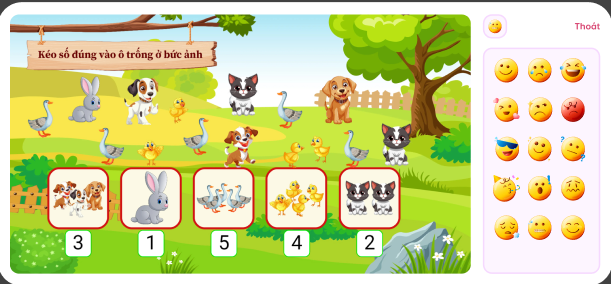 Kéo số đúng vào ô trống ở bức ảnh
Thoát
3 1 5 4 2